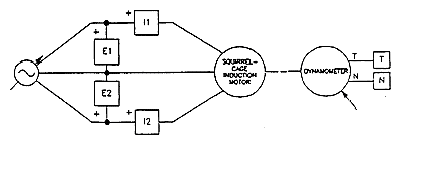 + I1
+
E1
SQUIRREL-
CAGE
INDUCTION
MOTOR
DYNAMOMETER
T T
N N
E2
+ +
I2